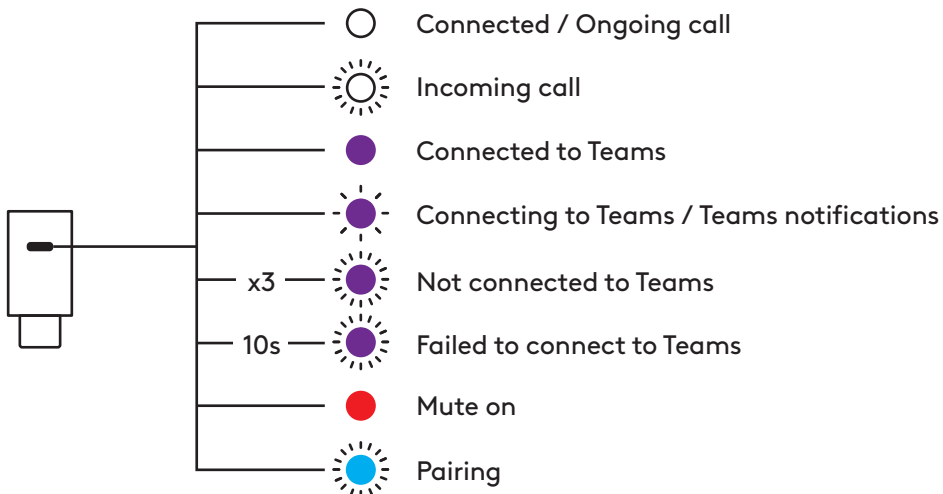 Connected / Ongoing call
Incoming call
Connected to Teams
Connecting to Teams / Teams notifications
x3 Not connected to Teams
10s Failed to connect to Teams
Mute on
Pairing